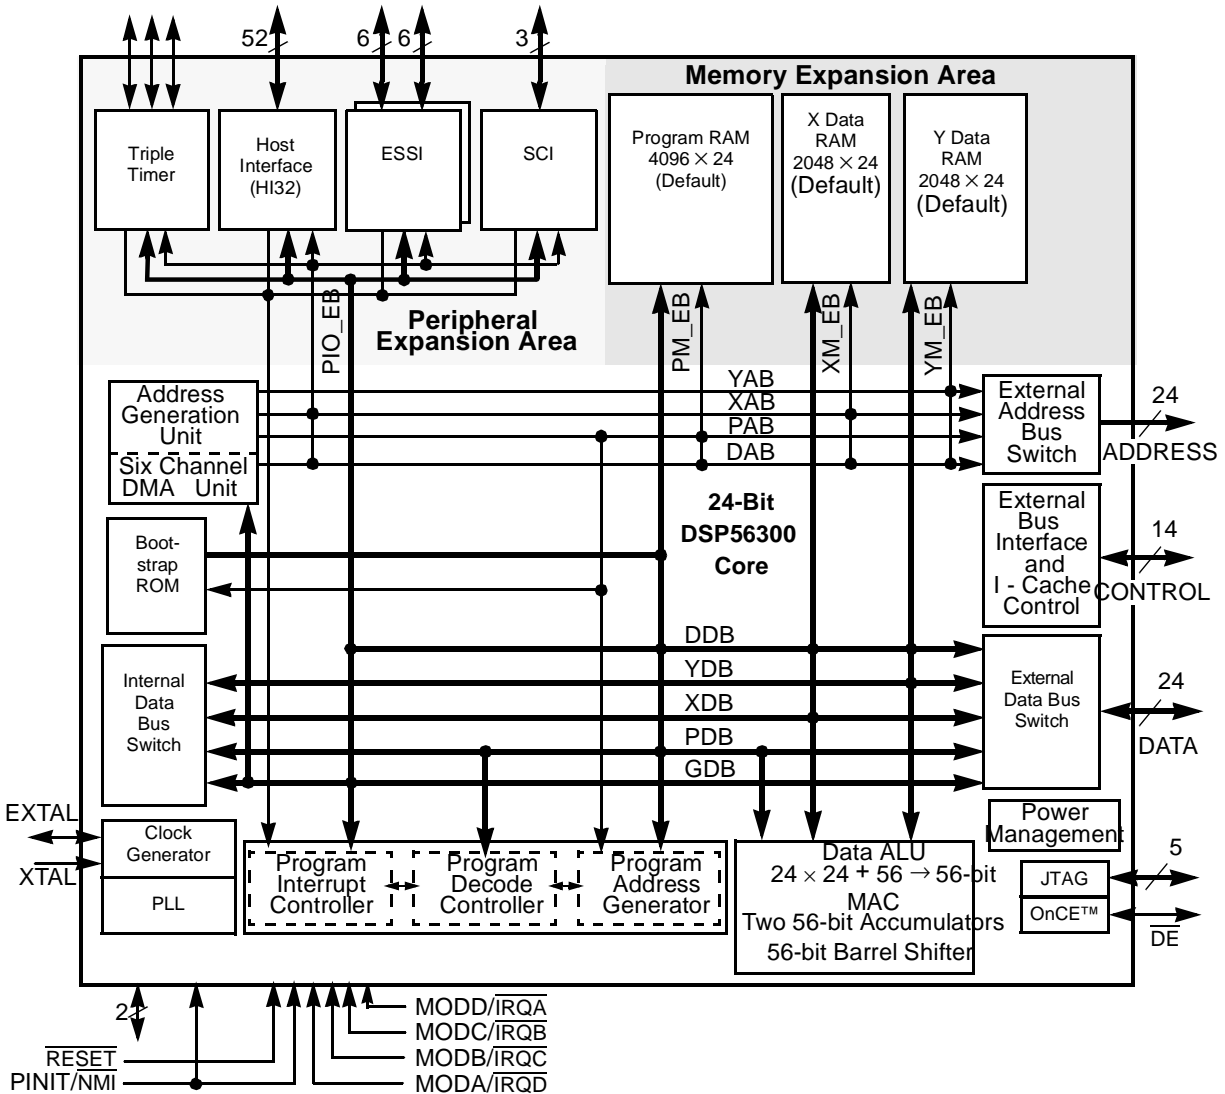 52
6
6
3
Memory Expansion Area
Triple
Timer
Host
Interface
(HI32)
ESSI
SCI
Program RAM
4096 × 24
(Default)
X Data
RAM
2048 × 24
(Default)
Y Data
RAM
2048 × 24
(Default)
Peripheral
Expansion Area
PIO_EB
PM_EB
XM_EB
YM_EB
Address
Generation
Unit
Six Channel
DMA Unit
YAB
XAB
PAB
DAB
External
Address
Bus
Switch
24
ADDRESS
24-Bit
DSP56300
Core
Boot-
strap
ROM
External
Bus
Interface
and
I - Cache
Control
14
CONTROL
Internal
Data
Bus
Switch
DDB
YDB
XDB
PDB
GDB
External
Data Bus
Switch
24
DATA
EXTAL
XTAL
Clock
Generator
PLL
Program
Interrupt
Controller
Program
Decode
Controller
Program
Address
Generator
Data ALU
24 × 24 + 56 → 56-bit
MAC
Two 56-bit Accumulators
56-bit Barrel Shifter
Power
Management
JTAG
OnCE™
5
DE
2
RESET
PINIT/NMI
MODD/IRQA
MODC/IRQB
MODB/IRQC
MODA/IRQD